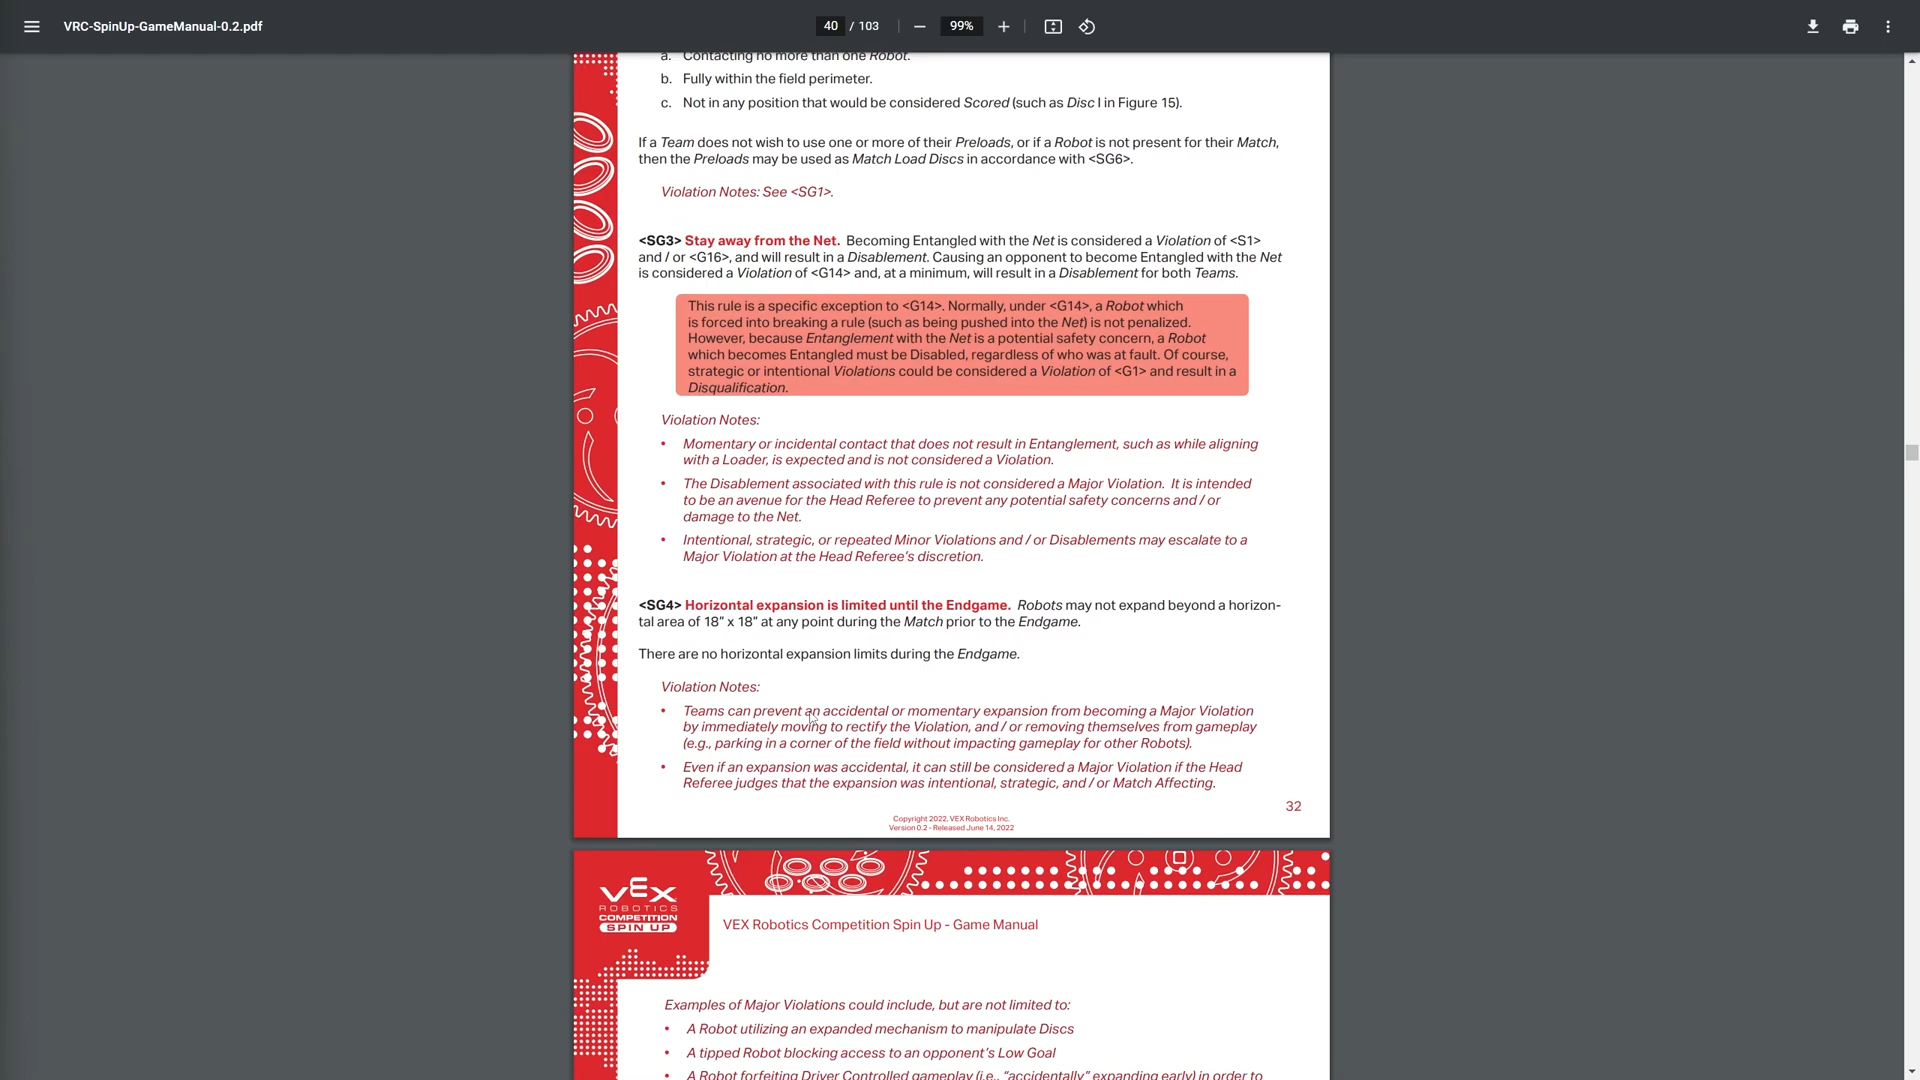 VRC-SpinUp-GameManual-0.2.pdf
40 / 103
99%
a. Contacting no more than one Robot.
b. Fully within the field perimeter.
c. Not in any position that would be considered Scored (such as Disc I in Figure 15).
If a Team does not wish to use one or more of their Preloads, or if a Robot is not present for their Match,
then the Preloads may be used as Match Load Discs in accordance with <SG6>.
Violation Notes: See <SG1>.
<SG3> Stay away from the Net. Becoming Entangled with the Net is considered a Violation of <S1>
and / or <G16>, and will result in a Disablement. Causing an opponent to become Entangled with the Net
is considered a Violation of <G14> and, at a minimum, will result in a Disablement for both Teams.
This rule is a specific exception to <G14>. Normally, under <G14>, a Robot which
is forced into breaking a rule (such as being pushed into the Net) is not penalized.
However, because Entanglement with the Net is a potential safety concern, a Robot
which becomes Entangled must be Disabled, regardless of who was at fault. Of course,
strategic or intentional Violations could be considered a Violation of <G1> and result in a
Disqualification.
Violation Notes:
• Momentary or incidental contact that does not result in Entanglement, such as while aligning
with a Loader, is expected and is not considered a Violation.
• The Disablement associated with this rule is not considered a Major Violation. It is intended
to be an avenue for the Head Referee to prevent any potential safety concerns and / or
damage to the Net.
• Intentional, strategic, or repeated Minor Violations and / or Disablements may escalate to a
Major Violation at the Head Referee's discretion.
<SG4> Horizontal expansion is limited until the Endgame. Robots may not expand beyond a horizon-
tal area of 18" x 18" at any point during the Match prior to the Endgame.
There are no horizontal expansion limits during the Endgame.
Violation Notes:
• Teams can prevent an accidental or momentary expansion from becoming a Major Violation
by immediately moving to rectify the Violation, and / or removing themselves from gameplay
(e.g., parking in a corner of the field without impacting gameplay for other Robots).
• Even if an expansion was accidental, it can still be considered a Major Violation if the Head
Referee judges that the expansion was intentional, strategic, and / or Match Affecting.
32
Copyright 2022, VEX Robotics Inc.
Version 0.2 - Released June 14, 2022
VEX
ROBOTICS
COMPETITION
SPIN UP
VEX Robotics Competition Spin Up - Game Manual
Examples of Major Violations could include, but are not limited to:
• A Robot utilizing an expanded mechanism to manipulate Discs
• A tipped Robot blocking access to an opponent's Low Goal
• A Robot forfeiting Driver Controlled gameplay (i.e., "accidentally" expanding early) in order to